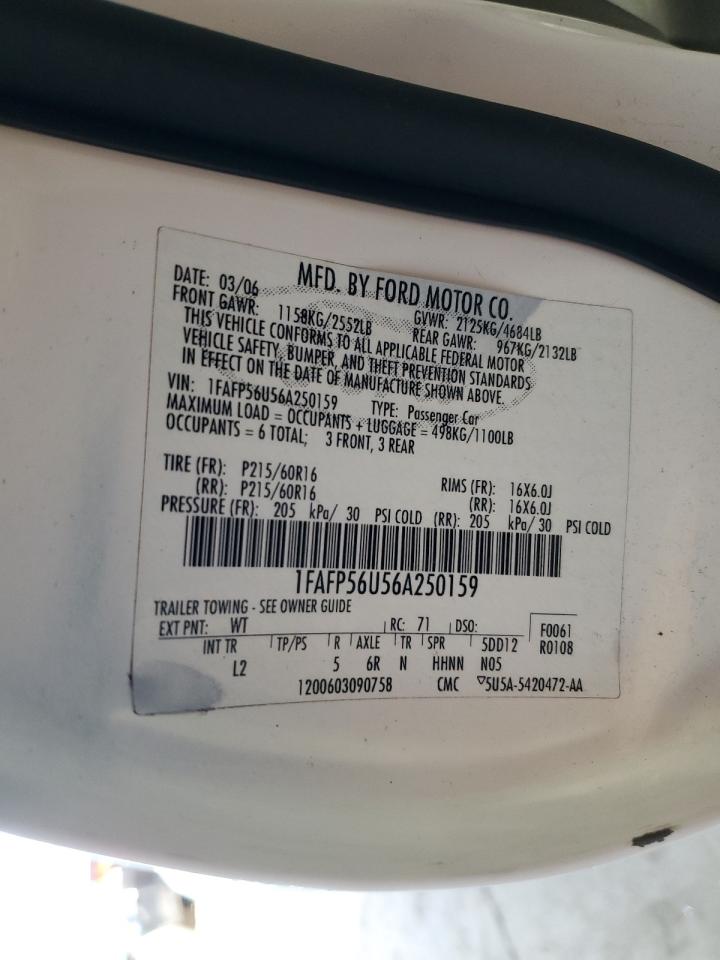 MFD. BY FORD MOTOR CO.
DATE: 03/06 GVWR: 2125KG/4684LB
FRONT GAWR: 1158KG/2552LB REAR GAWR: 967KG/2132LB
THIS VEHICLE CONFORMS TO ALL APPLICABLE FEDERAL MOTOR
VEHICLE SAFETY, BUMPER, AND THEFT PREVENTION STANDARDS
IN EFFECT ON THE DATE OF MANUFACTURE SHOWN ABOVE.
VIN: 1FAFP56U56A250159 TYPE: Passenger Car
MAXIMUM LOAD = OCCUPANTS + LUGGAGE = 498KG/1100LB
OCCUPANTS = 6 TOTAL; 3 FRONT, 3 REAR
TIRE (FR): P215/60R16 RIMS (FR): 16X6.0J
(RR): P215/60R16 (RR): 16X6.0J
PRESSURE (FR): 205 kPa/ 30 PSI COLD (RR): 205 kPa/ 30 PSI COLD
1FAFP56U56A250159
TRAILER TOWING - SEE OWNER GUIDE
EXT PNT: WT RC: 71 DSO: F0061
INT TR TP/PS R AXLE TR SPR 5DD12 R0108
L2 5 6R N HHNN N05
1200603090758 CMC ▽5U5A-5420472-AA